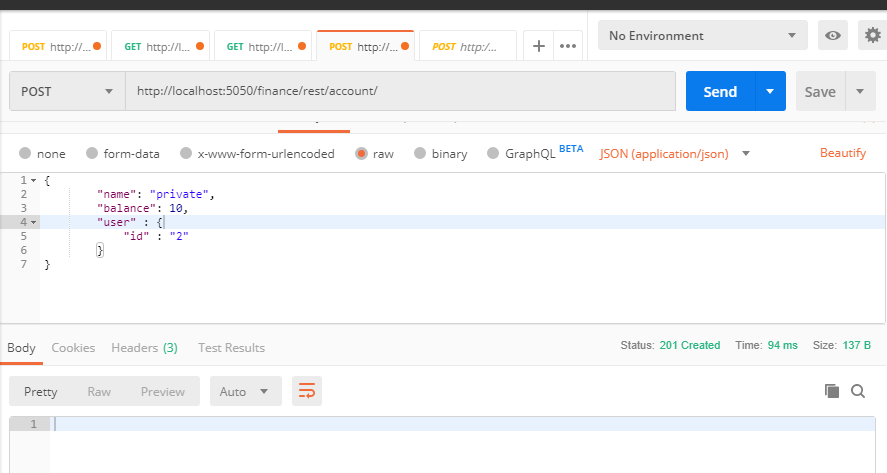 POST http://... GET http://l... GET http://l... POST http://... POST http:/... + ••• No Environment
POST http://localhost:5050/finance/rest/account/ Send Save
none form-data x-www-form-urlencoded raw binary GraphQL BETA JSON (application/json) Beautify
1 {
2 "name": "private",
3 "balance": 10,
4 "user" : {
5 "id" : "2"
6 }
7 }
Body Cookies Headers (3) Test Results Status: 201 Created Time: 94 ms Size: 137 B
Pretty Raw Preview Auto
1